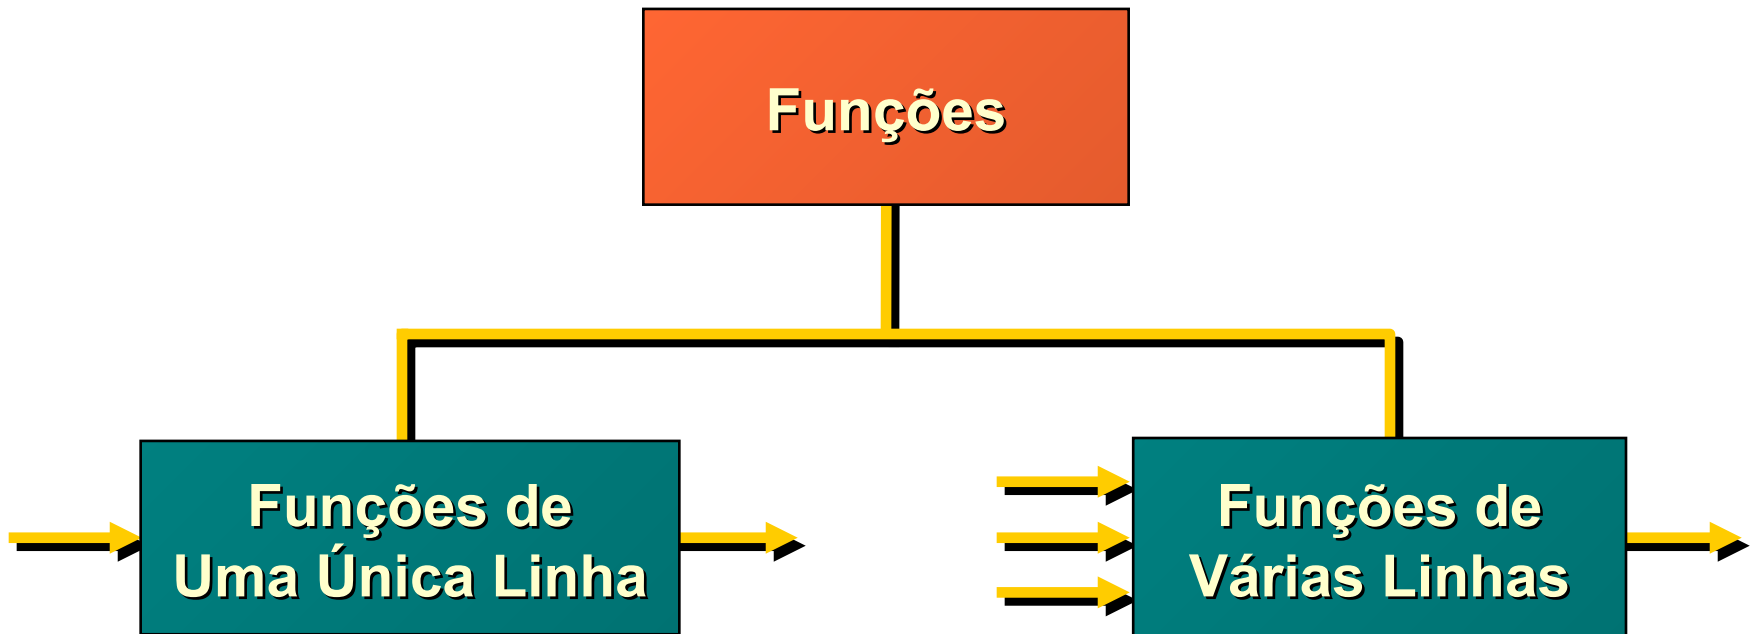 Funções
Funções de
Uma Única Linha
Funções de
Várias Linhas